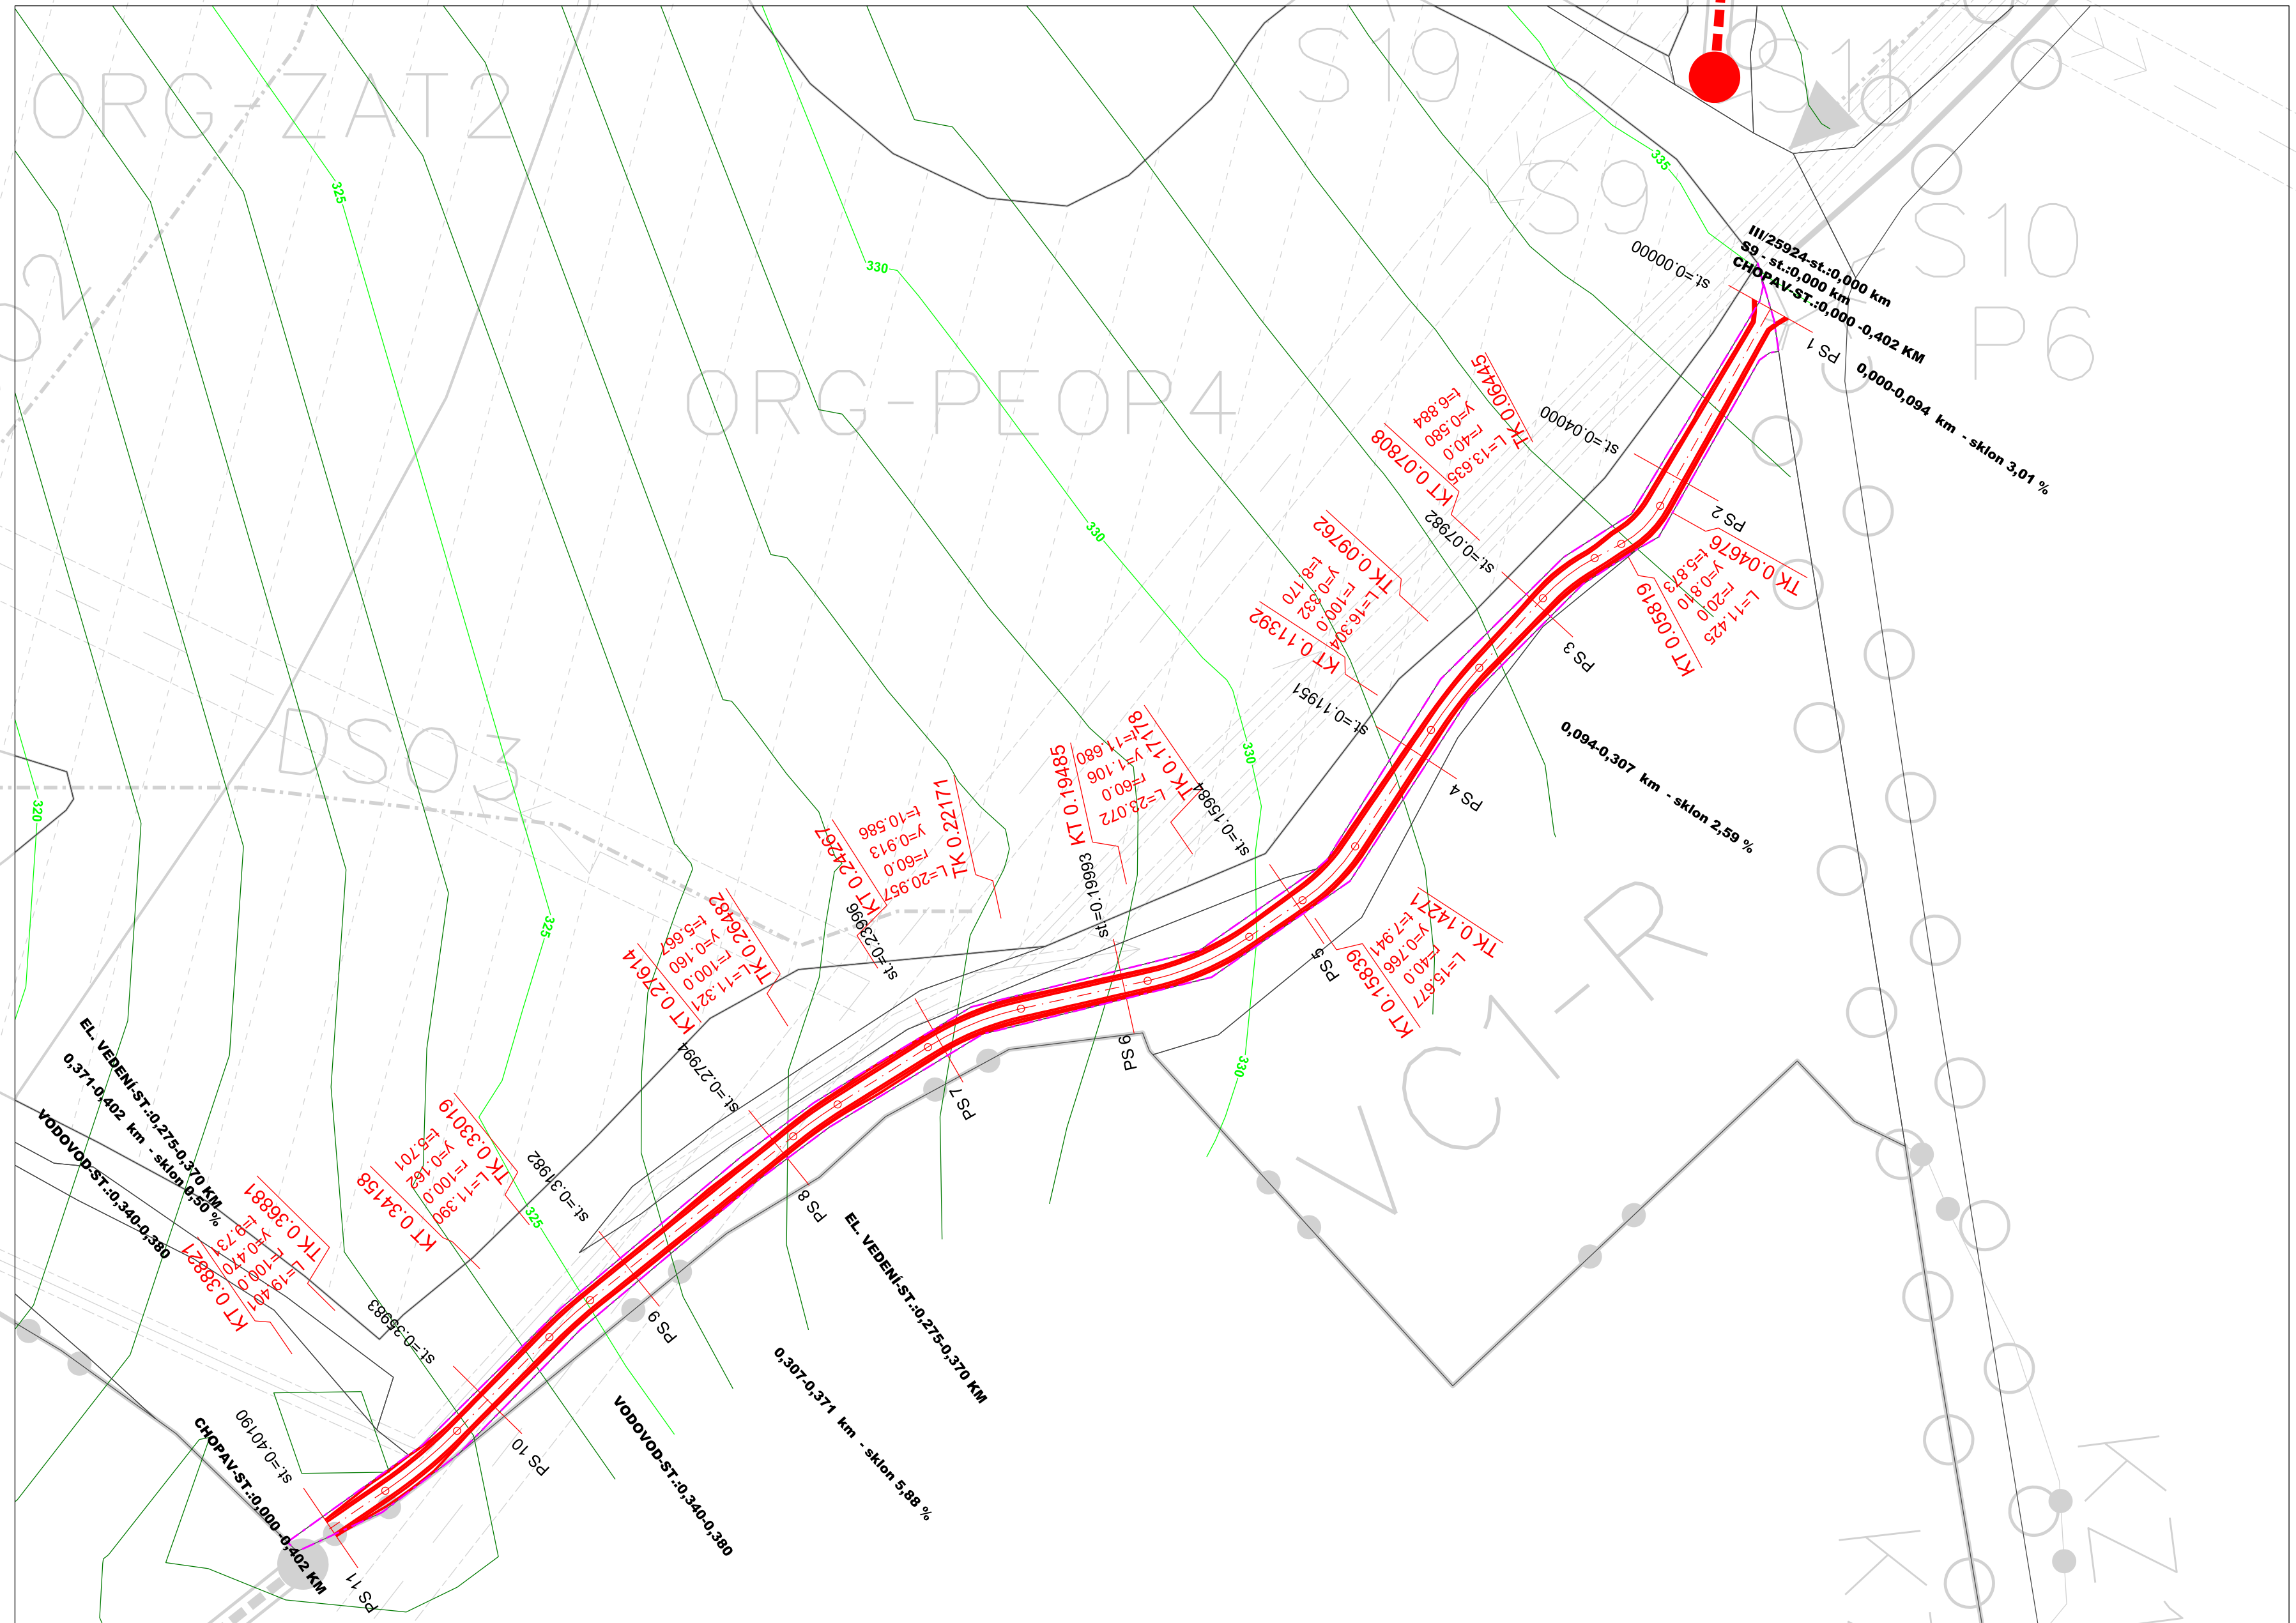 ORG-ZAT2
S19
S11
S9
S10
P6
ORG-PEOP4
DSO3
VC1-R
325
330
335
330
330
330
320
325
325
III/25924-st.:0,000 km
S9 - st.:0,000 km
CHOPAV-ST.:0,000 -0,402 KM
0,000-0,094 km - sklon 3,01 %
0,094-0,307 km - sklon 2,59 %
EL. VEDENÍ-ST.:0,275-0,370 KM
0,307-0,371 km - sklon 5,88 %
VODOVOD-ST.:0,340-0,380
EL. VEDENÍ-ST.:0,275-0,370 KM
0,371-0,402 km - sklon 0,50 %
VODOVOD-ST.:0,340-0,380
CHOPAV-ST.:0,000 -0,402 KM
st.=0.00000
PS 1
st.=0.04000
PS 2
st.=0.07982
PS 3
st.=0.11951
PS 4
st.=0.15984
PS 5
st.=0.19993
PS 6
st.=0.23996
PS 7
st.=0.27994
PS 8
st.=0.31982
PS 9
st.=0.35983
PS 10
st.=0.40190
PS 11
TK 0.04676
L=11.425
r=20.0
y=0.810
t=5.873
KT 0.05819
TK 0.06445
L=13.635
r=40.0
y=0.580
t=6.884
KT 0.07808
TK 0.09762
L=16.304
r=100.0
y=0.332
t=8.170
KT 0.11392
TK 0.14271
L=15.677
r=40.0
y=0.766
t=7.941
KT 0.15839
TK 0.17178
L=23.072
r=60.0
y=1.106
t=11.680
KT 0.19485
TK 0.22171
L=20.957
r=60.0
y=0.913
t=10.586
KT 0.24267
TK 0.26482
L=11.321
r=100.0
y=0.160
t=5.667
KT 0.27614
TK 0.33019
L=11.390
r=100.0
y=0.162
t=5.701
KT 0.34158
TK 0.36881
L=19.401
r=100.0
y=0.470
t=9.731
KT 0.38821